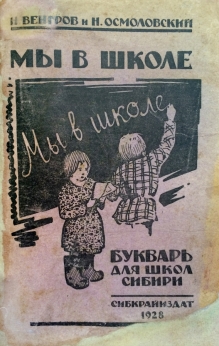 ВЕНГРОВ и Н. ОСМОЛОВСКИЙ
МЫ В ШКОЛЕ
Мы в школе
БУКВАРЬ
ДЛЯ ШКОЛ
СИБИРИ
СИБКРАЙИЗДАТ
1928